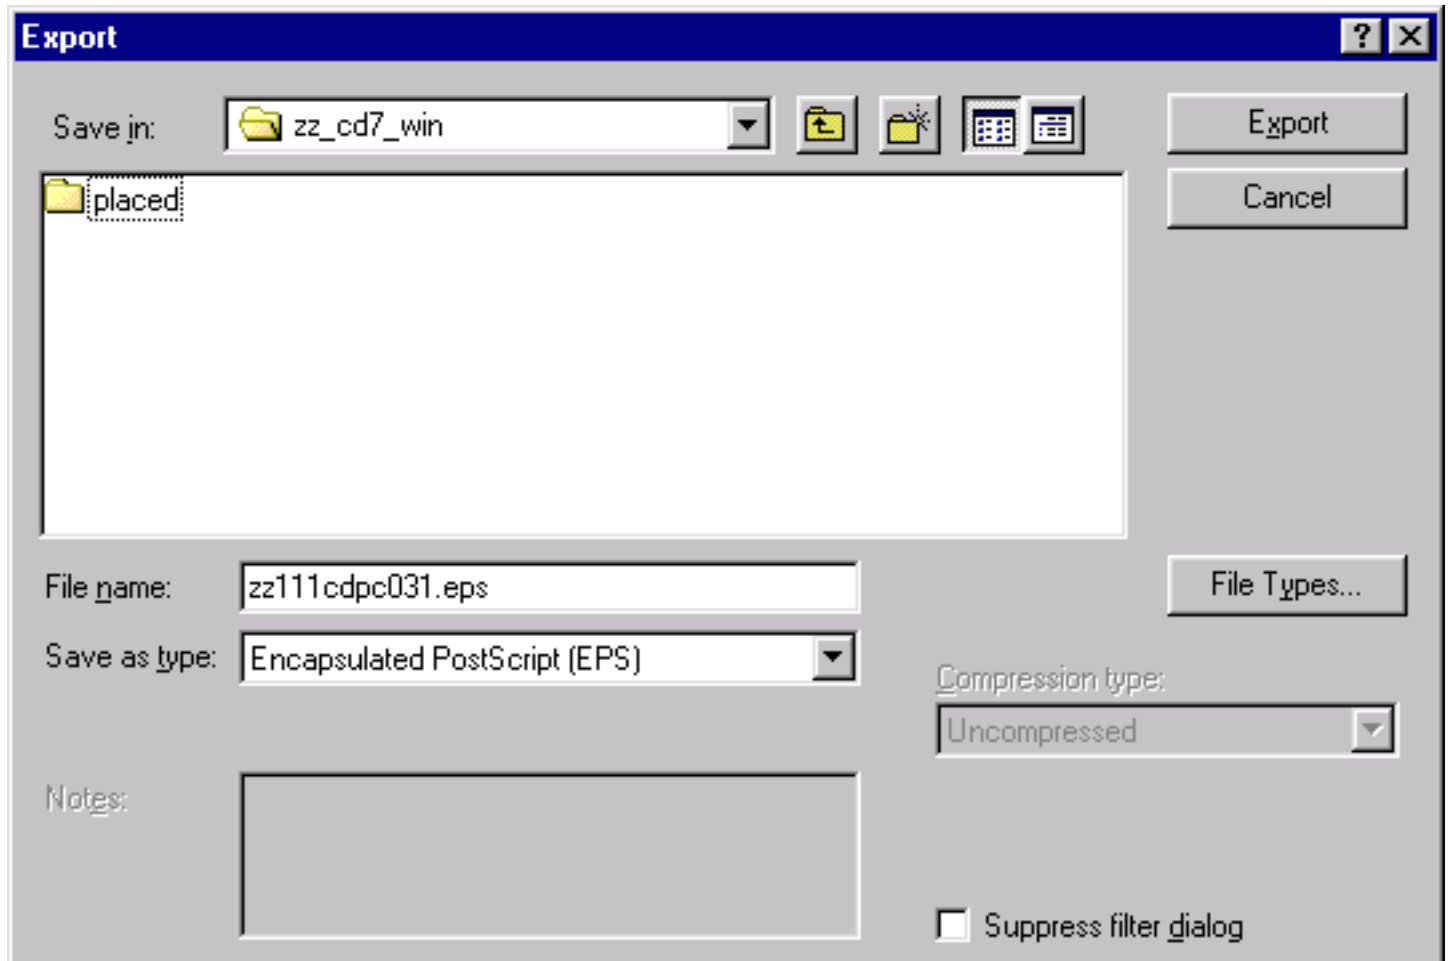 Export
Save in: zz_cd7_win
Export
placed
Cancel
File name: zz111cdpc031.eps
File Types...
Save as type: Encapsulated PostScript (EPS)
Compression type:
Uncompressed
Notes:
Suppress filter dialog